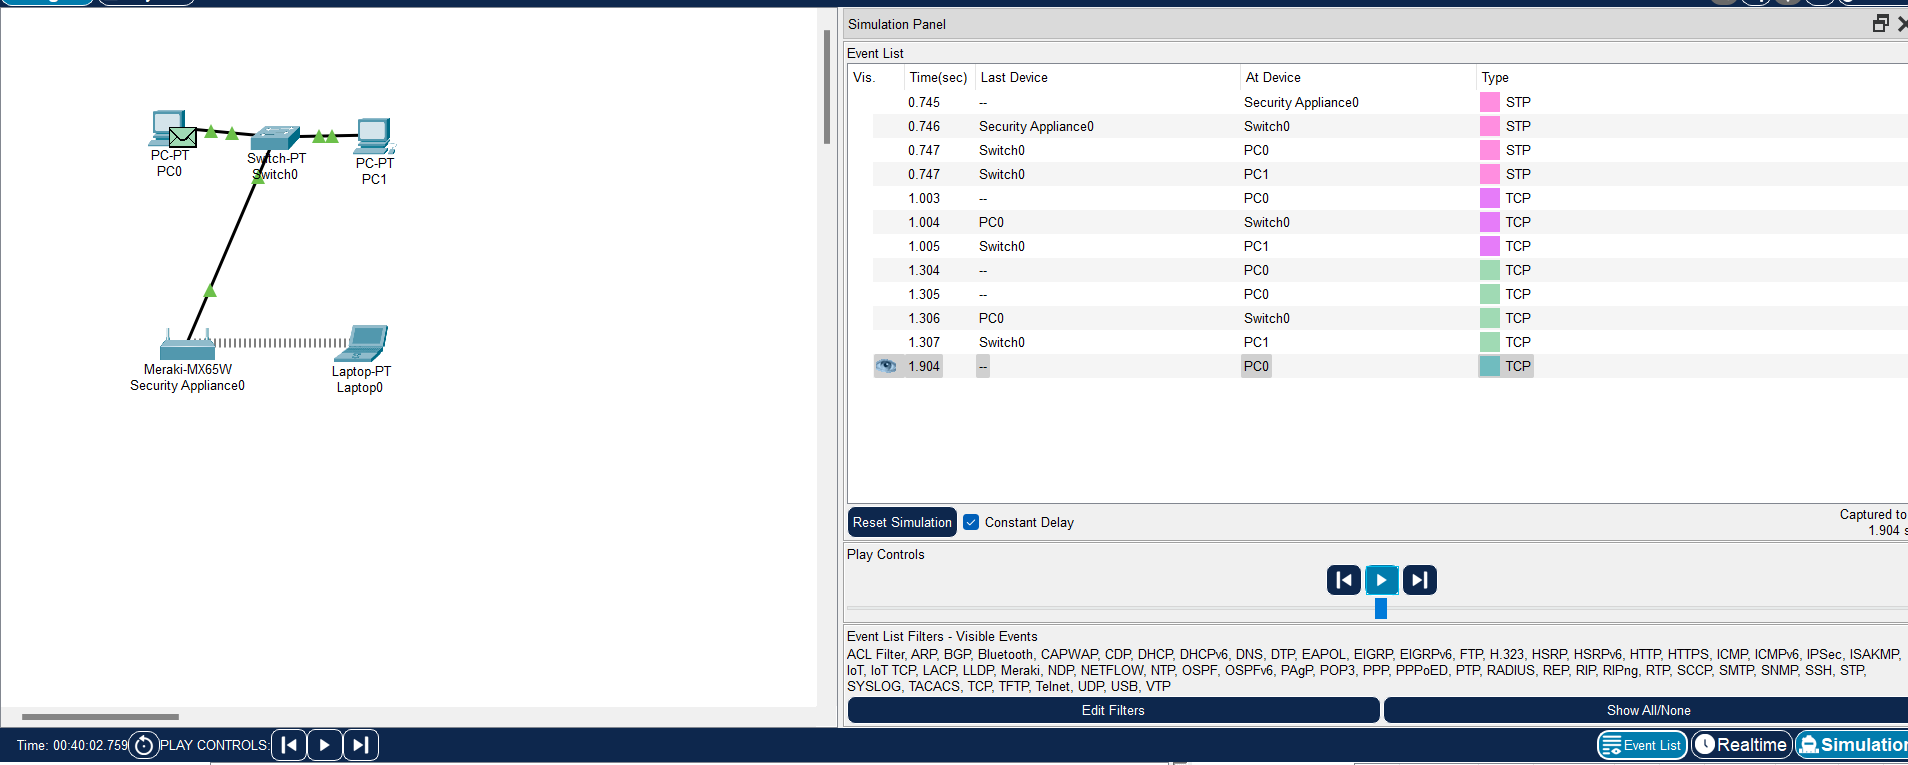 Simulation Panel
Event List
Vis. Time(sec) Last Device At Device Type
0.745 -- Security Appliance0 STP
0.746 Security Appliance0 Switch0 STP
0.747 Switch0 PC0 STP
0.747 Switch0 PC1 STP
1.003 -- PC0 TCP
1.004 PC0 Switch0 TCP
1.005 Switch0 PC1 TCP
1.304 -- PC0 TCP
1.305 -- PC0 TCP
1.306 PC0 Switch0 TCP
1.307 Switch0 PC1 TCP
1.904 -- PC0 TCP
PC-PT
PC0
Switch-PT
Switch0
PC-PT
PC1
Meraki-MX65W
Security Appliance0
Laptop-PT
Laptop0
Reset Simulation Constant Delay
Captured to
1.904 s
Play Controls
Event List Filters - Visible Events
ACL Filter, ARP, BGP, Bluetooth, CAPWAP, CDP, DHCP, DHCPv6, DNS, DTP, EAPOL, EIGRP, EIGRPv6, FTP, H.323, HSRP, HSRPv6, HTTP, HTTPS, ICMP, ICMPv6, IPSec, ISAKMP,
IoT, IoT TCP, LACP, LLDP, Meraki, NDP, NETFLOW, NTP, OSPF, OSPFv6, PAgP, POP3, PPP, PPPoED, PTP, RADIUS, REP, RIP, RIPng, RTP, SCCP, SMTP, SNMP, SSH, STP,
SYSLOG, TACACS, TCP, TFTP, Telnet, UDP, USB, VTP
Edit Filters Show All/None
Time: 00:40:02.759 PLAY CONTROLS: Event List Realtime Simulation